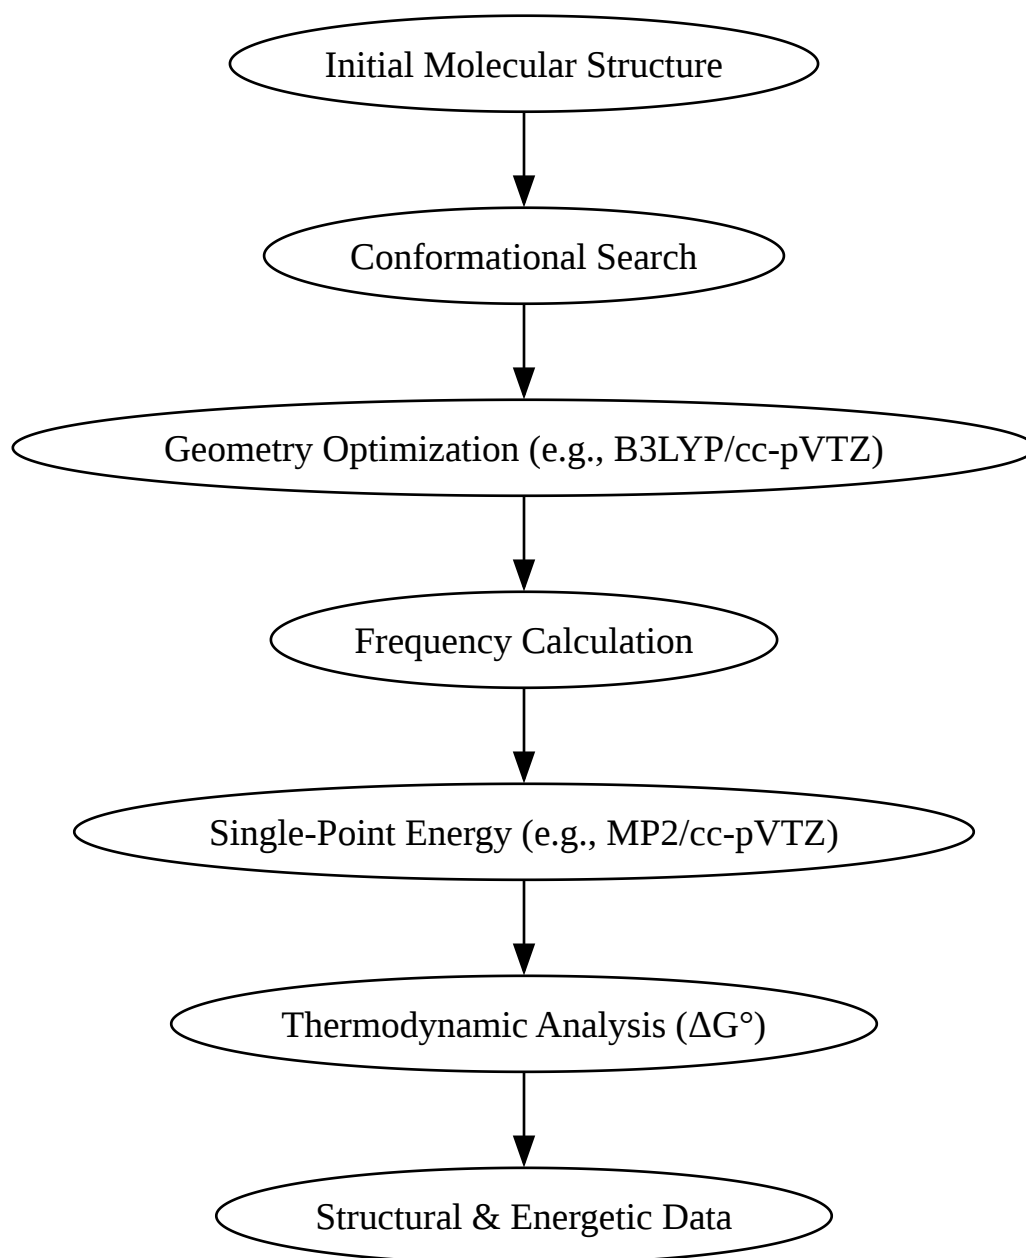 Initial Molecular Structure
Conformational Search
Geometry Optimization (e.g., B3LYP/cc-pVTZ)
Frequency Calculation
Single-Point Energy (e.g., MP2/cc-pVTZ)
Thermodynamic Analysis (ΔG°)
Structural & Energetic Data